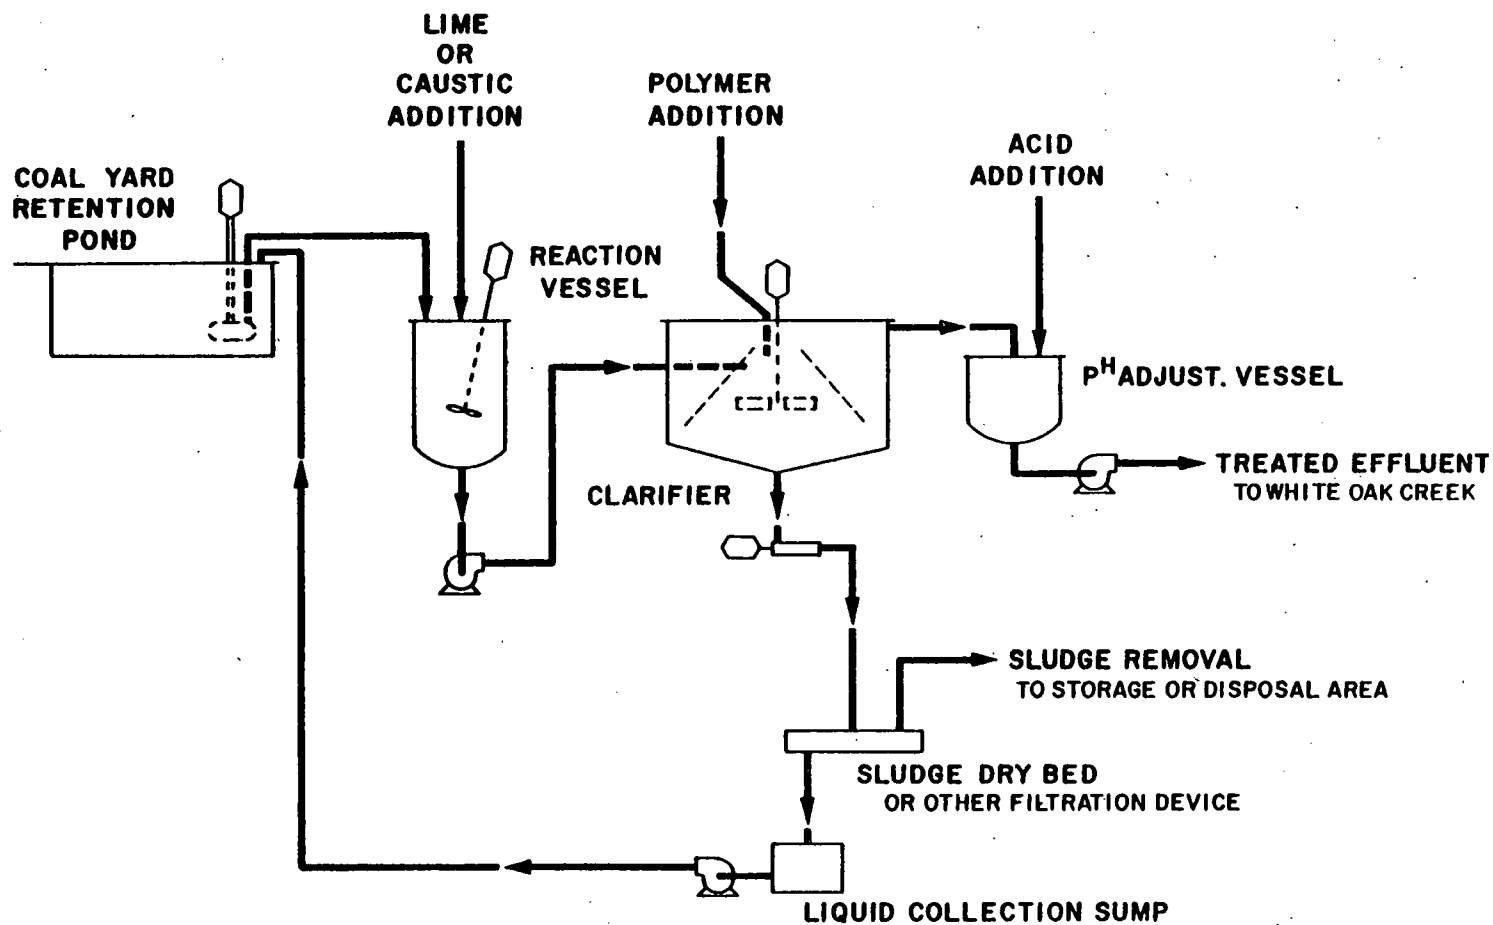 LIME
OR
CAUSTIC
ADDITION
POLYMER
ADDITION
ACID
ADDITION
COAL YARD
RETENTION
POND
REACTION
VESSEL
PH ADJUST. VESSEL
CLARIFIER
TREATED EFFLUENT
TO WHITE OAK CREEK
SLUDGE REMOVAL
TO STORAGE OR DISPOSAL AREA
SLUDGE DRY BED
OR OTHER FILTRATION DEVICE
LIQUID COLLECTION SUMP